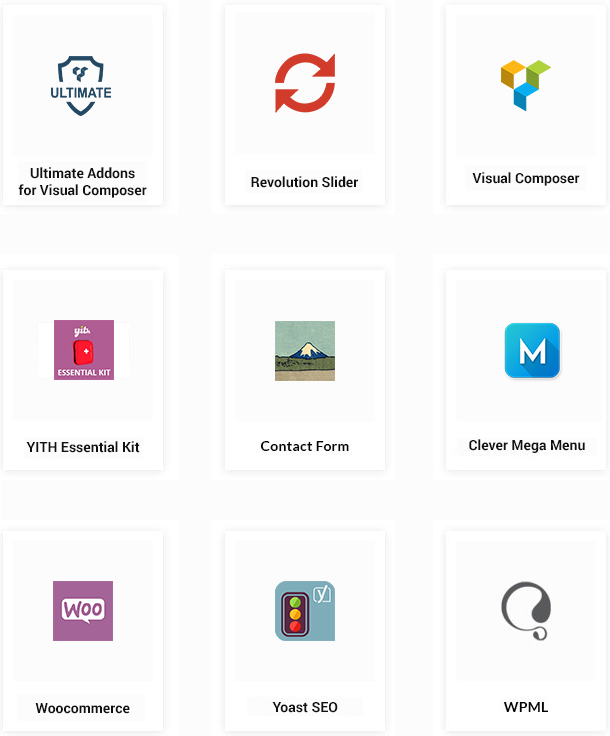 ULTIMATE
Ultimate Addons
for Visual Composer
Revolution Slider
Visual Composer
yith
ESSENTIAL KIT
YITH Essential Kit
Contact Form
M
Clever Mega Menu
WOO
Woocommerce
y
Yoast SEO
WPML